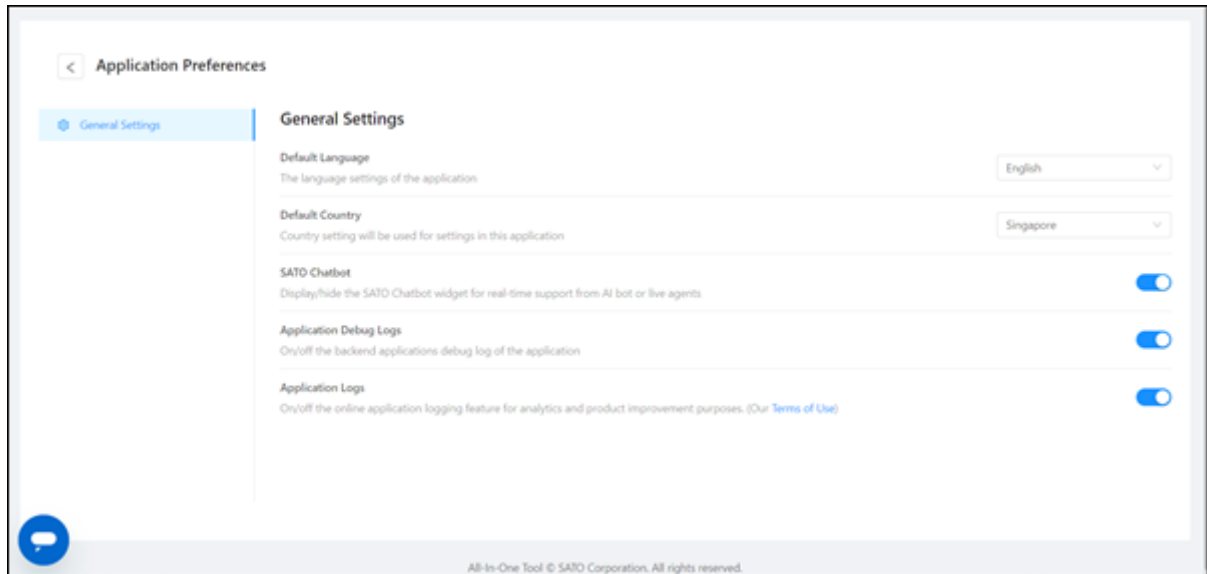 Application Preferences
General Settings
General Settings
Default Language
The language settings of the application
English
Default Country
Country setting will be used for settings in this application
Singapore
SATO Chatbot
Display/hide the SATO Chatbot widget for real-time support from AI bot or live agents
Application Debug Logs
On/off the backend applications debug log of the application
Application Logs
On/off the online application logging feature for analytics and product improvement purposes. (Our Terms of Use)
All-In-One Tool © SATO Corporation. All rights reserved.